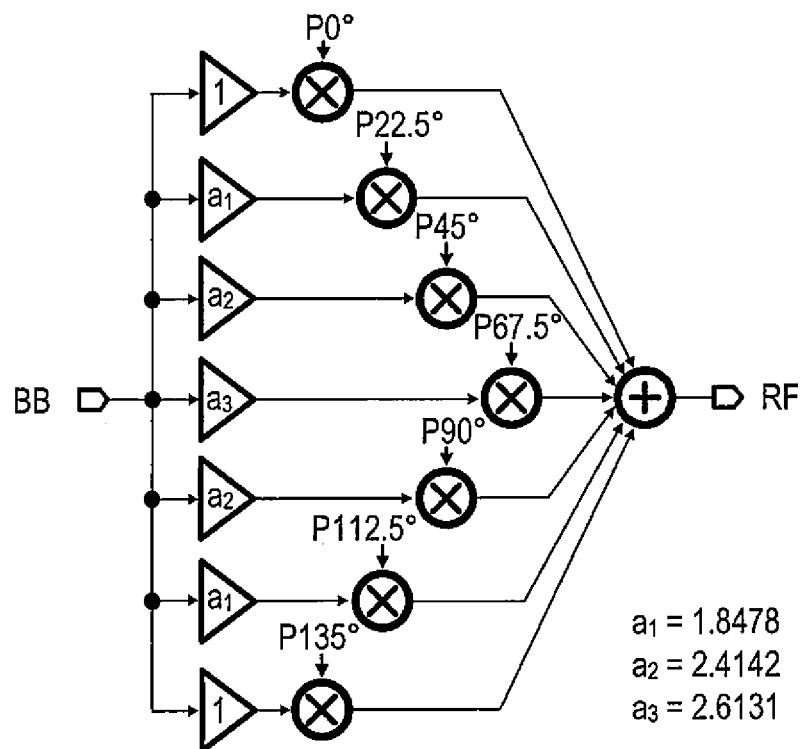 P0°
1
P22.5°
a₁
P45°
a₂
P67.5°
BB
a₃
RF
P90°
a₂
P112.5°
a₁
P135°
1
a₁ = 1.8478
a₂ = 2.4142
a₃ = 2.6131